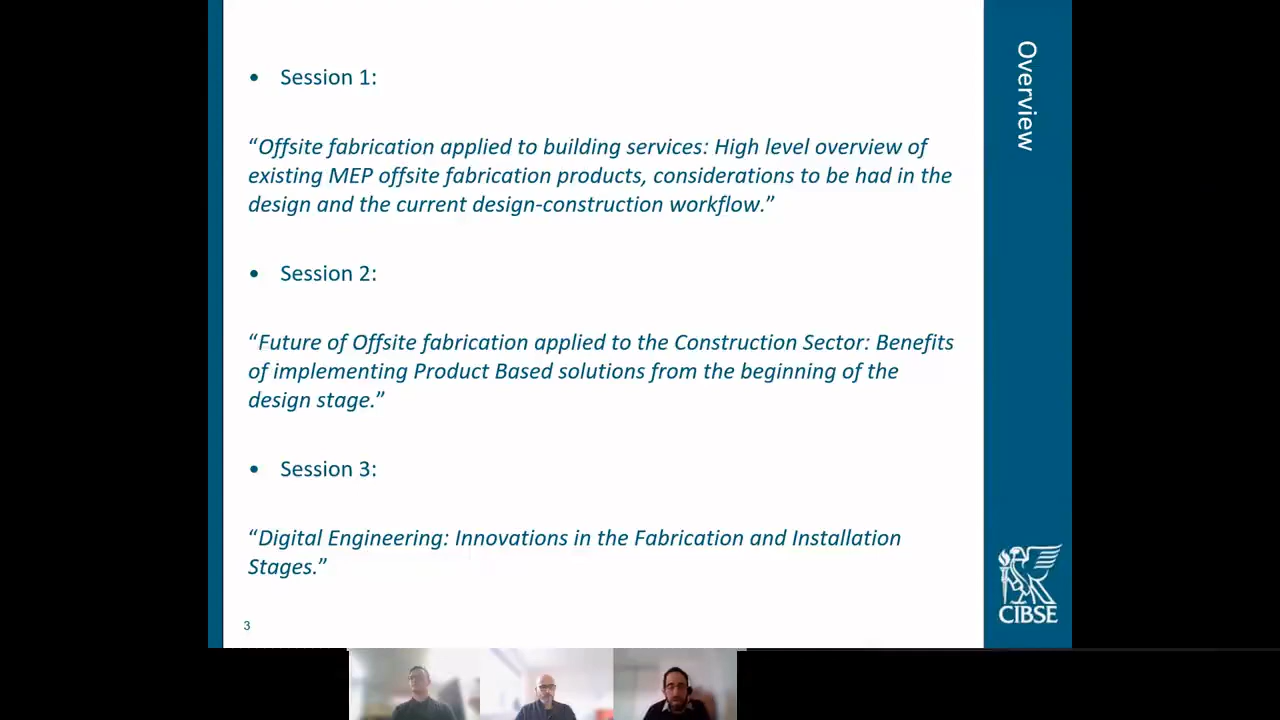 Overview
• Session 1:
“Offsite fabrication applied to building services: High level overview of
existing MEP offsite fabrication products, considerations to be had in the
design and the current design-construction workflow.”
• Session 2:
“Future of Offsite fabrication applied to the Construction Sector: Benefits
of implementing Product Based solutions from the beginning of the
design stage.”
• Session 3:
“Digital Engineering: Innovations in the Fabrication and Installation
Stages.”
3
CIBSE